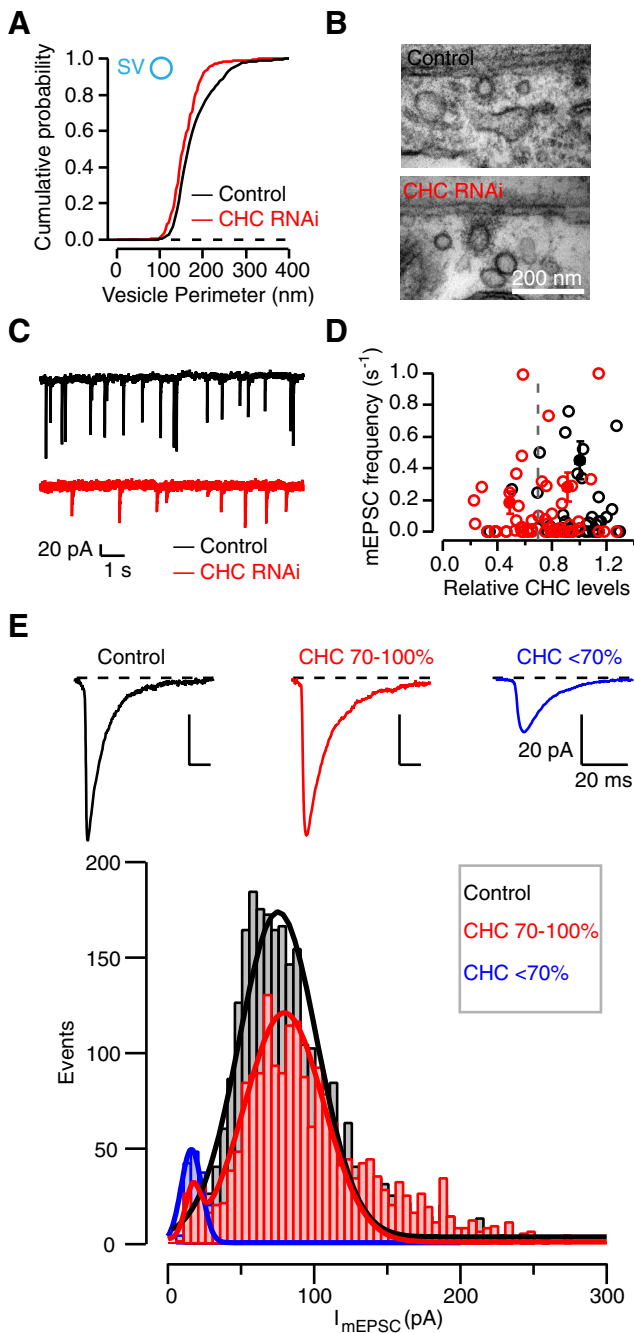 A
SV
Cumulative probability
1.0
0.8
0.6
0.4
0.2
0.0
Control
CHC RNAi
0
100
200
300
400
Vesicle Perimeter (nm)
B
Control
CHC RNAi
200 nm
C
20 pA
1 s
Control
CHC RNAi
D
mEPSC frequency (s⁻¹)
1.0
0.8
0.6
0.4
0.2
0.0
0.0
0.4
0.8
1.2
Relative CHC levels
E
Control
CHC 70-100%
CHC <70%
20 pA
20 ms
Events
200
150
100
50
0
Control
CHC 70-100%
CHC <70%
0
100
200
300
I mEPSC (pA)